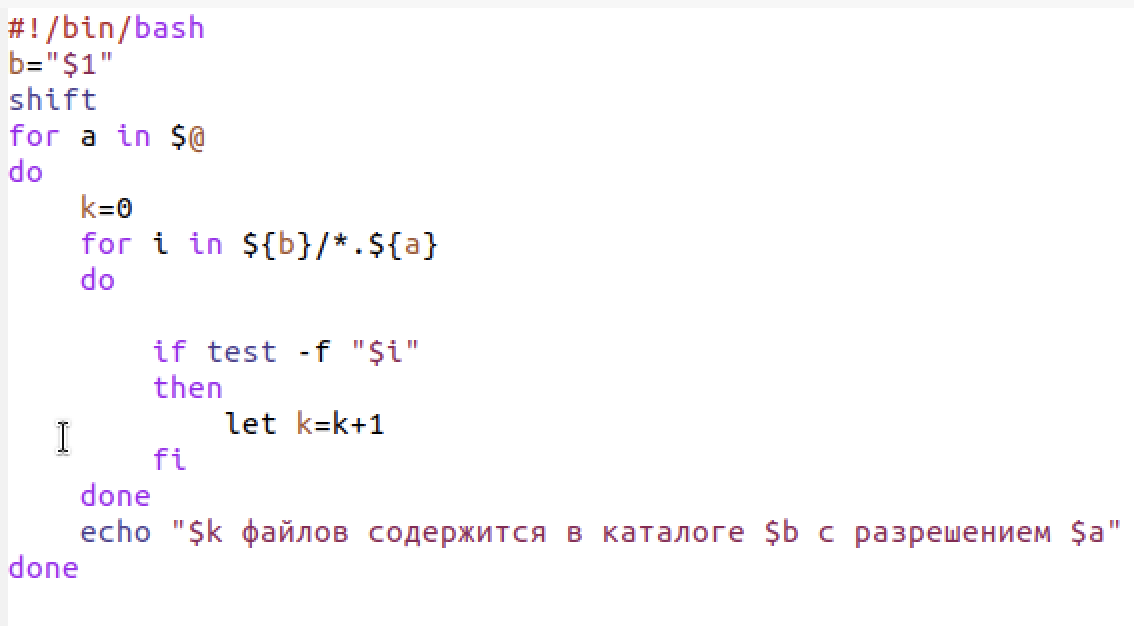 #!/bin/bash
b="$1"
shift
for a in $@
do
    k=0
    for i in ${b}/*.${a}
    do
        if test -f "$i"
        then
            let k=k+1
        fi
    done
    echo "$k файлов содержится в каталоге $b с разрешением $a"
done